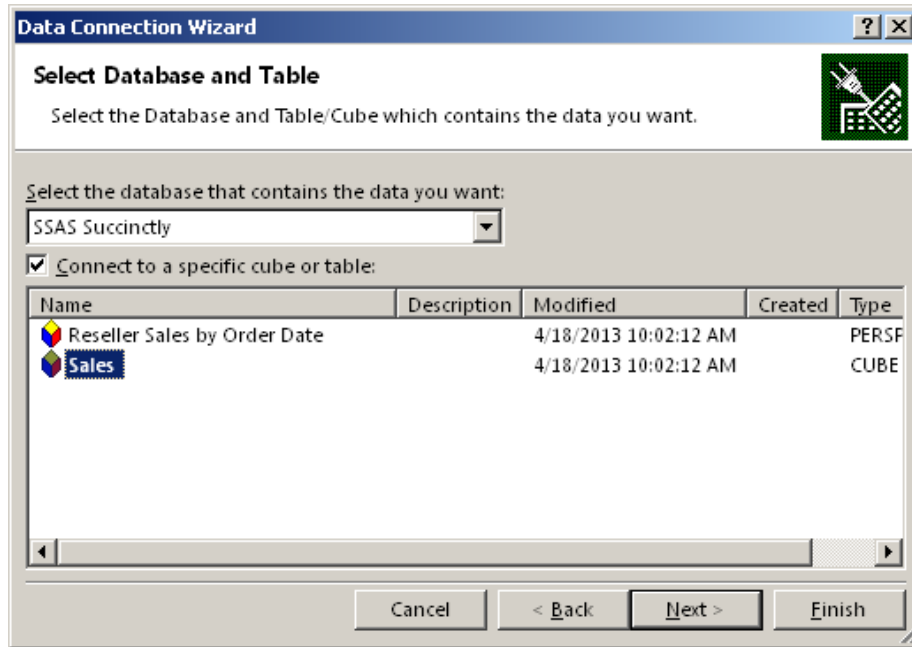 Data Connection Wizard
Select Database and Table
Select the Database and Table/Cube which contains the data you want.
Select the database that contains the data you want:
SSAS Succinctly
Connect to a specific cube or table:
Name Description Modified Created Type
Reseller Sales by Order Date 4/18/2013 10:02:12 AM PERSP
Sales 4/18/2013 10:02:12 AM CUBE
Cancel < Back Next > Finish